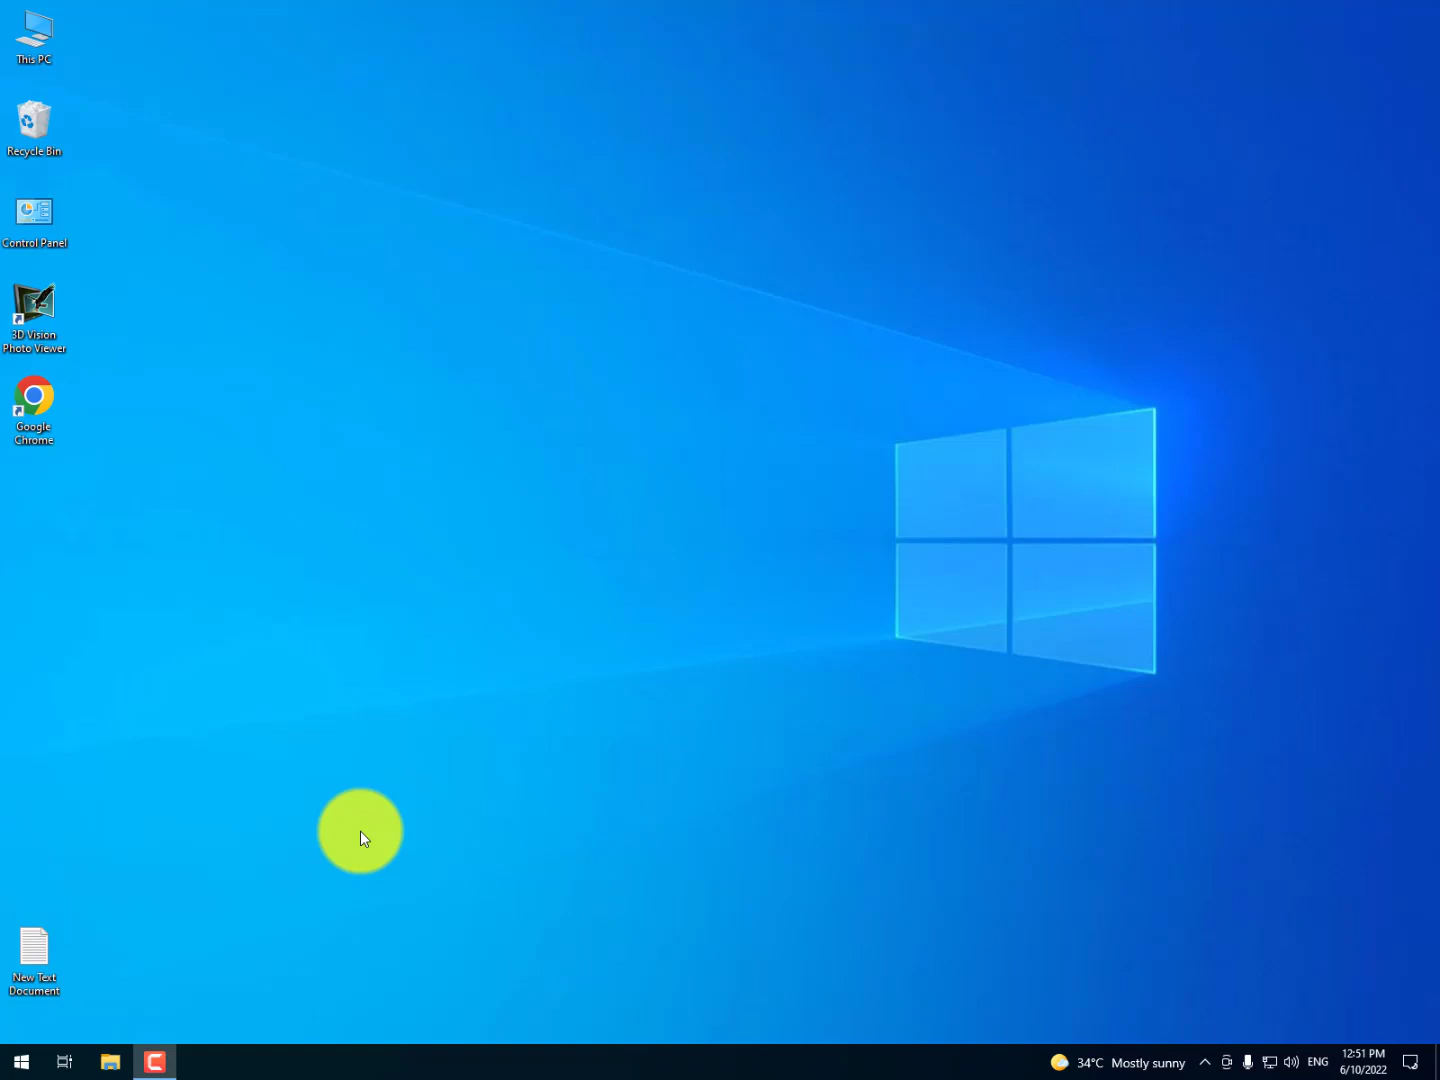 This PC
Recycle Bin
Control Panel
3D Vision
Photo Viewer
Google
Chrome
New Text
Document
34°C Mostly sunny
ENG
12:51 PM
6/10/2022